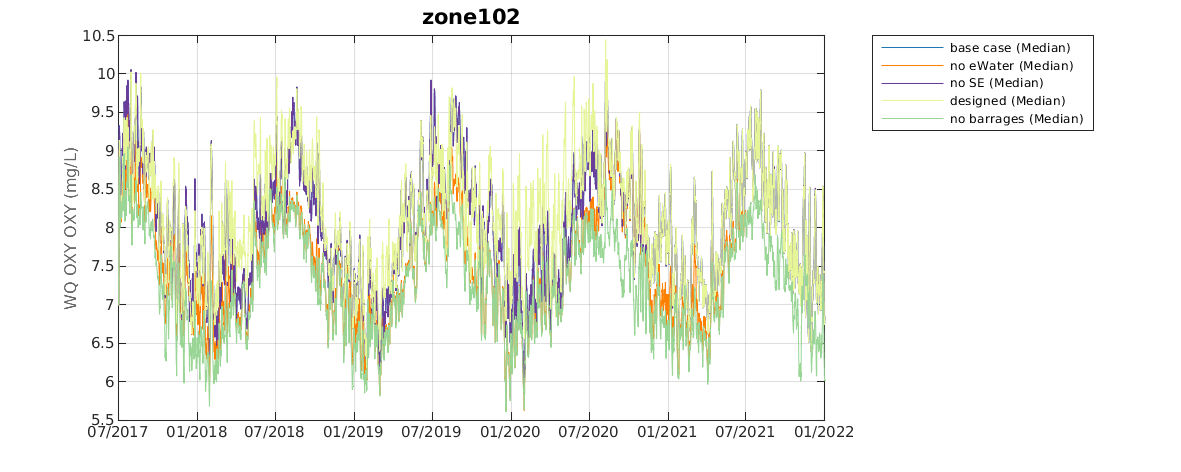 zone102
WQ OXY OXY (mg/L)
10.5
10
9.5
9
8.5
8
7.5
7
6.5
6
5.5
07/2017 01/2018 07/2018 01/2019 07/2019 01/2020 07/2020 01/2021 07/2021 01/2022
base case (Median)
no eWater (Median)
no SE (Median)
designed (Median)
no barrages (Median)